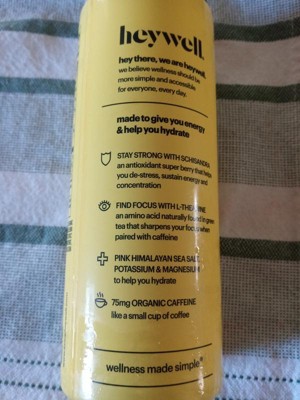 heywell.
hey there, we are heywell,
we believe wellness should be
more simple and accessible
for everyone, every day.
made to give you energy
& help you hydrate
STAY STRONG WITH SCHISANDRA
an antioxidant super berry that helps
you de-stress, sustain energy and
concentration
FIND FOCUS WITH L-THEANINE
an amino acid naturally found in green
tea that sharpens your focus when
paired with caffeine
PINK HIMALAYAN SEA SALT,
POTASSIUM & MAGNESIUM
to help you hydrate
75mg ORGANIC CAFFEINE
like a small cup of coffee
wellness made simple®